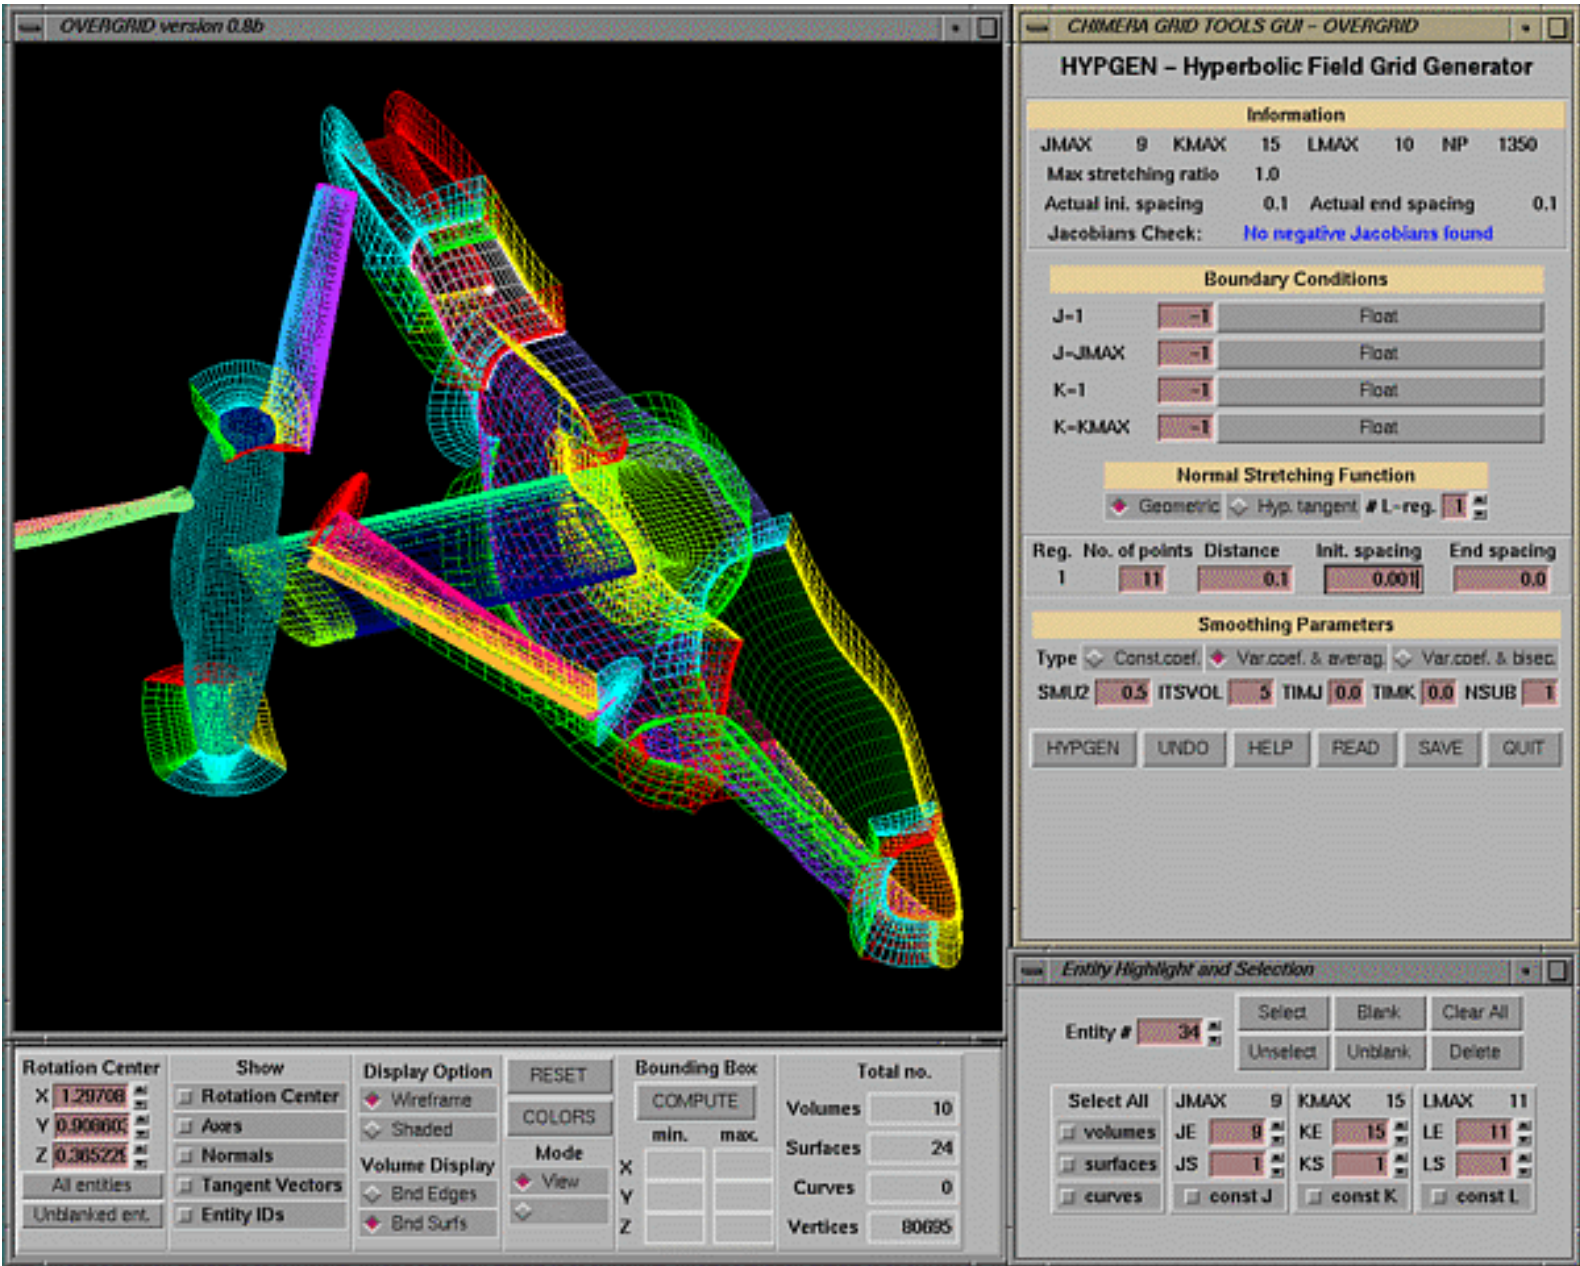 OVERGRID version 0.8b
CHIMERA GRID TOOLS GUI - OVERGRID
HYPGEN - Hyperbolic Field Grid Generator
Information
JMAX 9 KMAX 15 LMAX 10 NP 1350
Max stretching ratio 1.0
Actual ini. spacing 0.1 Actual end spacing 0.1
Jacobians Check: No negative Jacobians found
Boundary Conditions
J=1 -1 Float
J=JMAX -1 Float
K=1 -1 Float
K=KMAX -1 Float
Normal Stretching Function
Geometric Hyp. tangent # L-reg. 1
Reg. No. of points Distance Init. spacing End spacing
1 11 0.1 0.001 0.0
Smoothing Parameters
Type Const.coef. Var.coef. & averag. Var.coef. & bisec.
SMU2 0.5 ITSVOL 5 TIMJ 0.0 TIMK 0.0 NSUB 1
HYPGEN UNDO HELP READ SAVE QUIT
Entity Highlight and Selection
Entity # 34
Select Blank Clear All
Unselect Unblank Delete
Select All
volumes
surfaces
curves
JMAX 9
JE 9
JS 1
const J
KMAX 15
KE 15
KS 1
const K
LMAX 11
LE 11
LS 1
const L
Rotation Center
X 1.29708
Y 0.908603
Z 0.365229
All entities
Unblanked ent.
Show
Rotation Center
Axes
Normals
Tangent Vectors
Entity IDs
Display Option
Wireframe
Shaded
Volume Display
Bnd Edges
Bnd Surfs
RESET
COLORS
Mode
View
Bounding Box
COMPUTE
min. max.
X
Y
Z
Total no.
Volumes 10
Surfaces 24
Curves 0
Vertices 80695